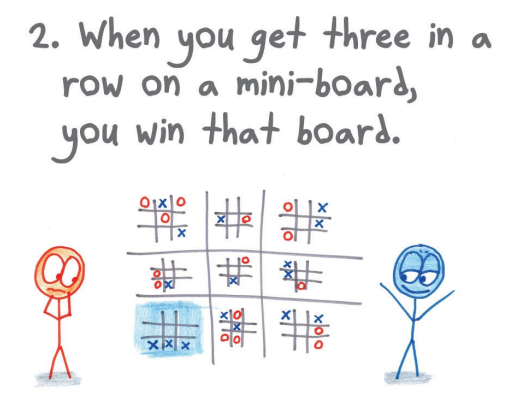 2. When you get three in a
row on a mini-board,
you win that board.